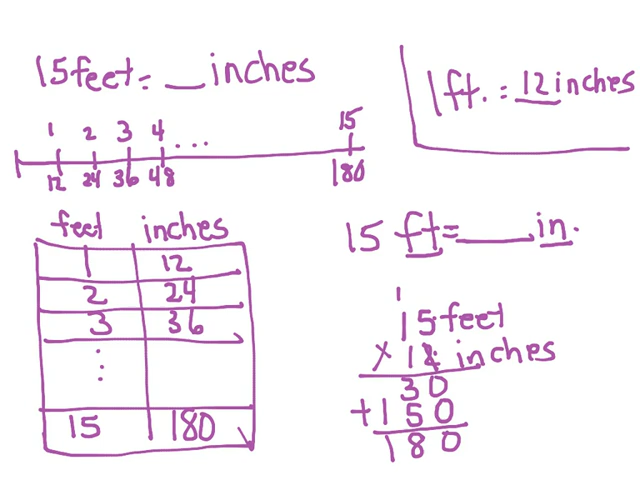 15 feet = __ inches
1 ft. = 12 inches
1 2 3 4 ... 15
12 24 36 48 180
feet inches
1 12
2 24
3 36
⋮
15 180
15 ft = ____ in.
1
15 feet
x 12 inches
30
+150
180